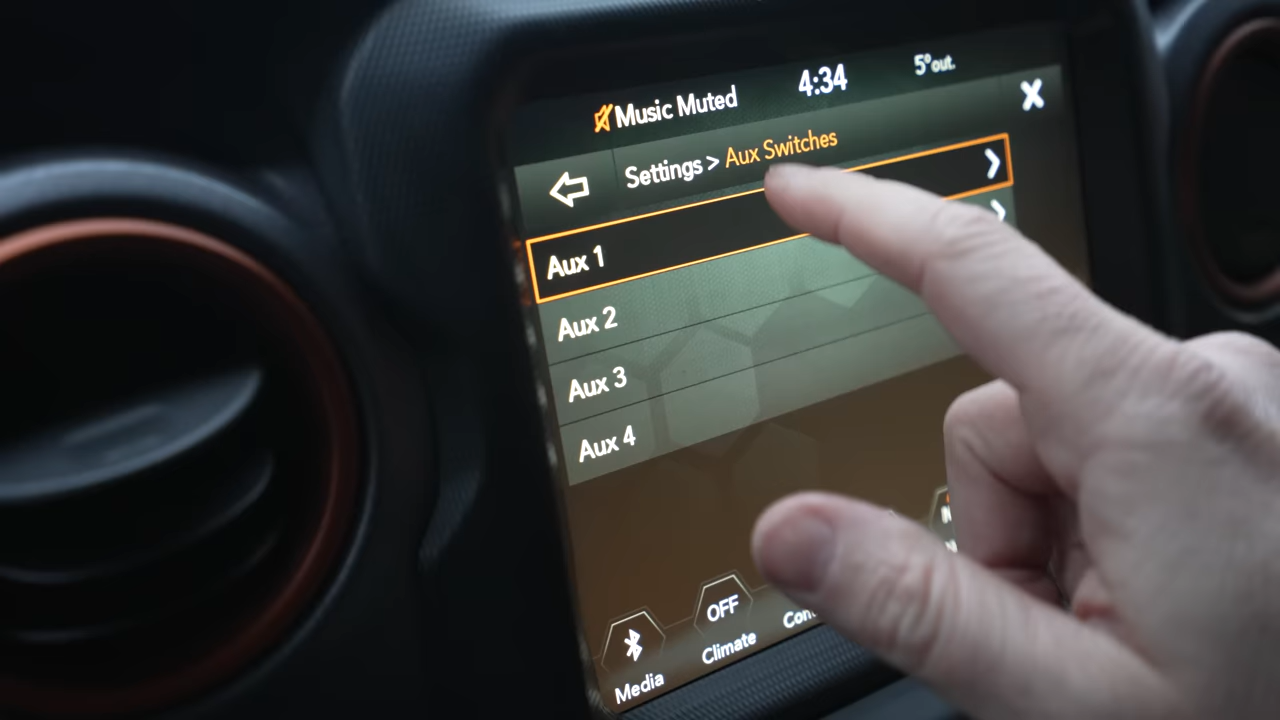 Music Muted 4:34 5°out.
Settings > Aux Switches X
Aux 1
Aux 2
Aux 3
Aux 4
OFF
Media Climate